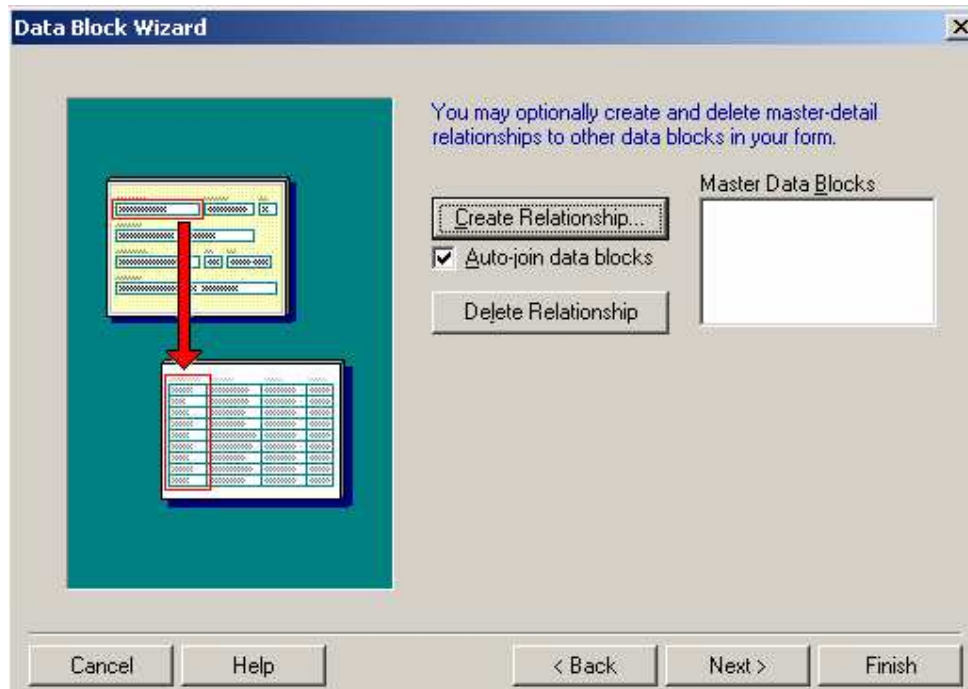 Data Block Wizard
You may optionally create and delete master-detail
relationships to other data blocks in your form.
Master Data Blocks
Create Relationship...
Auto-join data blocks
Delete Relationship
Cancel
Help
< Back
Next >
Finish